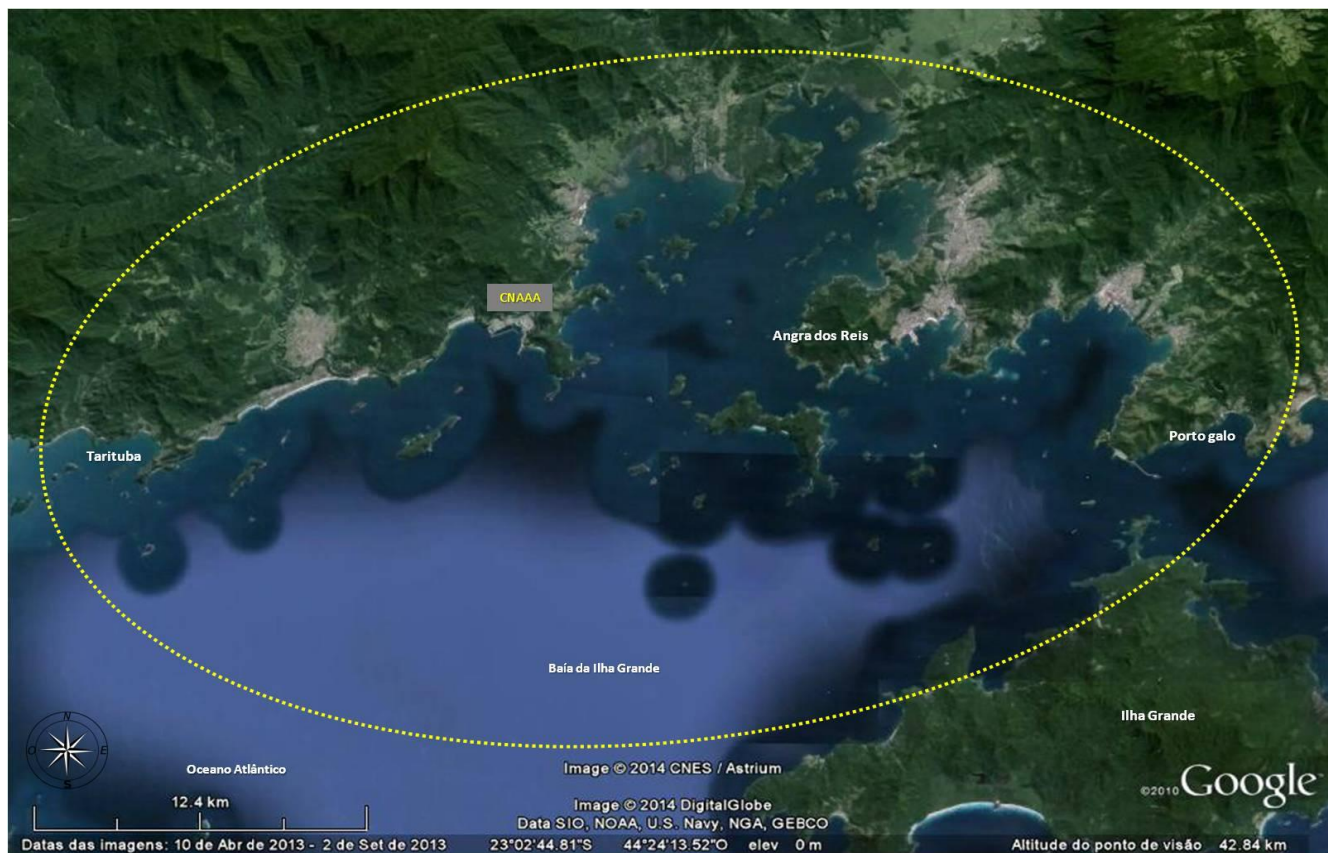 CNAAA
Angra dos Reis
Porto galo
Tarituba
Baía da Ilha Grande
Ilha Grande
N
O E
S
Oceano Atlântico
Image © 2014 CNES / Astrium
12.4 km
©2010 Google
Image © 2014 DigitalGlobe
Data SIO, NOAA, U.S. Navy, NGA, GEBCO
Datas das imagens: 10 de Abr de 2013 - 2 de Set de 2013 23°02'44.81"S 44°24'13.52"O elev 0 m Altitude do ponto de visão 42.84 km